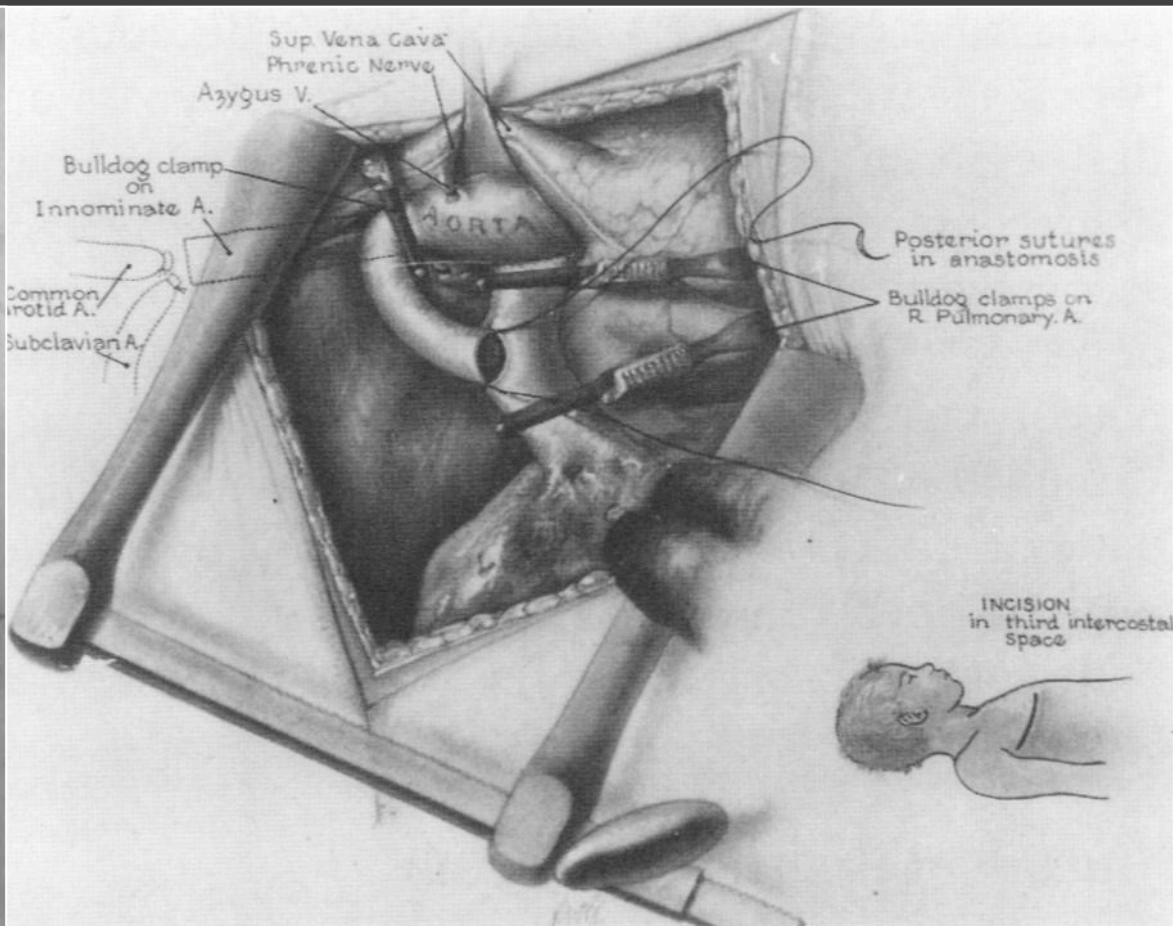 Sup. Vena Cava
Phrenic Nerve
Azygus V.
Bulldog clamp
on
Innominate A.
Common
rotid A.
Subclavian A.
AORTA
Posterior sutures
in anastomosis
Bulldog clamps on
R. Pulmonary. A.
L
INCISION
in third intercostal
space